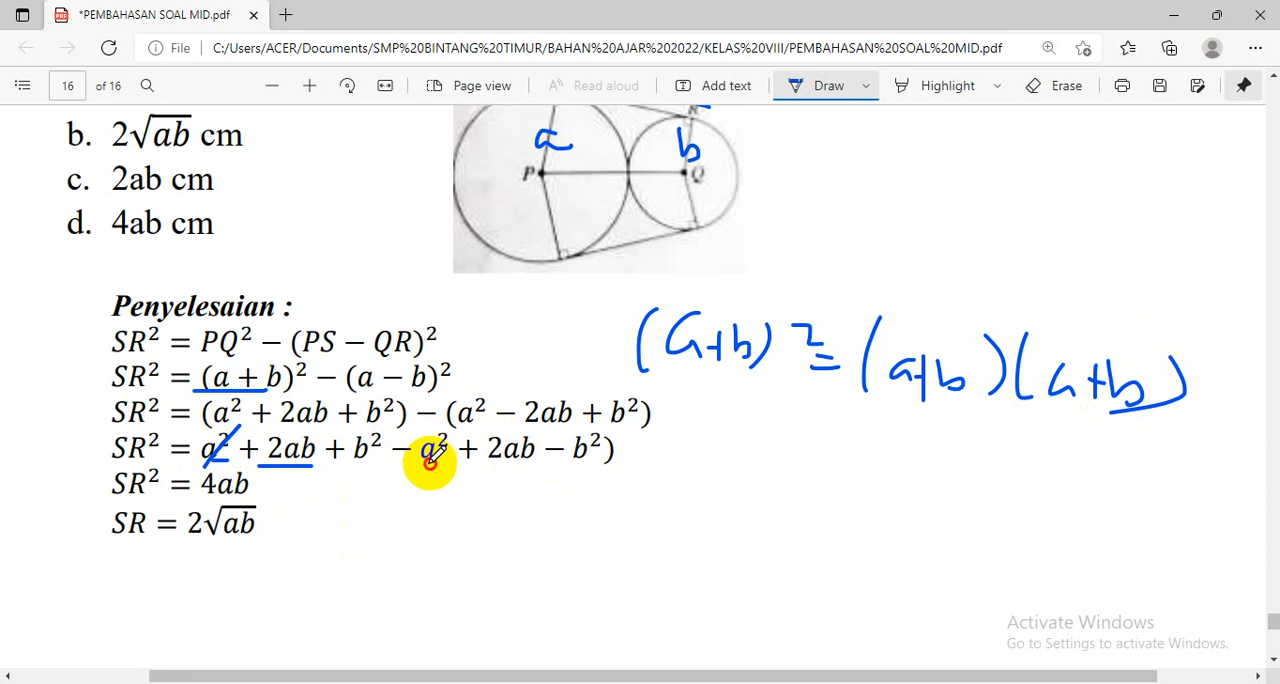 *PEMBAHASAN SOAL MID.pdf
File C:/Users/ACER/Documents/SMP%20BINTANG%20TIMUR/BAHAN%20AJAR%202022/KELAS%20VIII/PEMBAHASAN%20SOAL%20MID.pdf
16 of 16 Page view Read aloud Add text Draw Highlight Erase
b. 2√ab cm
c. 2ab cm
d. 4ab cm
a b
P Q
Penyelesaian :
SR² = PQ² − (PS − QR)²
SR² = (a + b)² − (a − b)²
SR² = (a² + 2ab + b²) − (a² − 2ab + b²)
SR² = a² + 2ab + b² − a² + 2ab − b²)
SR² = 4ab
SR = 2√ab
(a+b)² = (a+b)(a+b)
Activate Windows
Go to Settings to activate Windows.